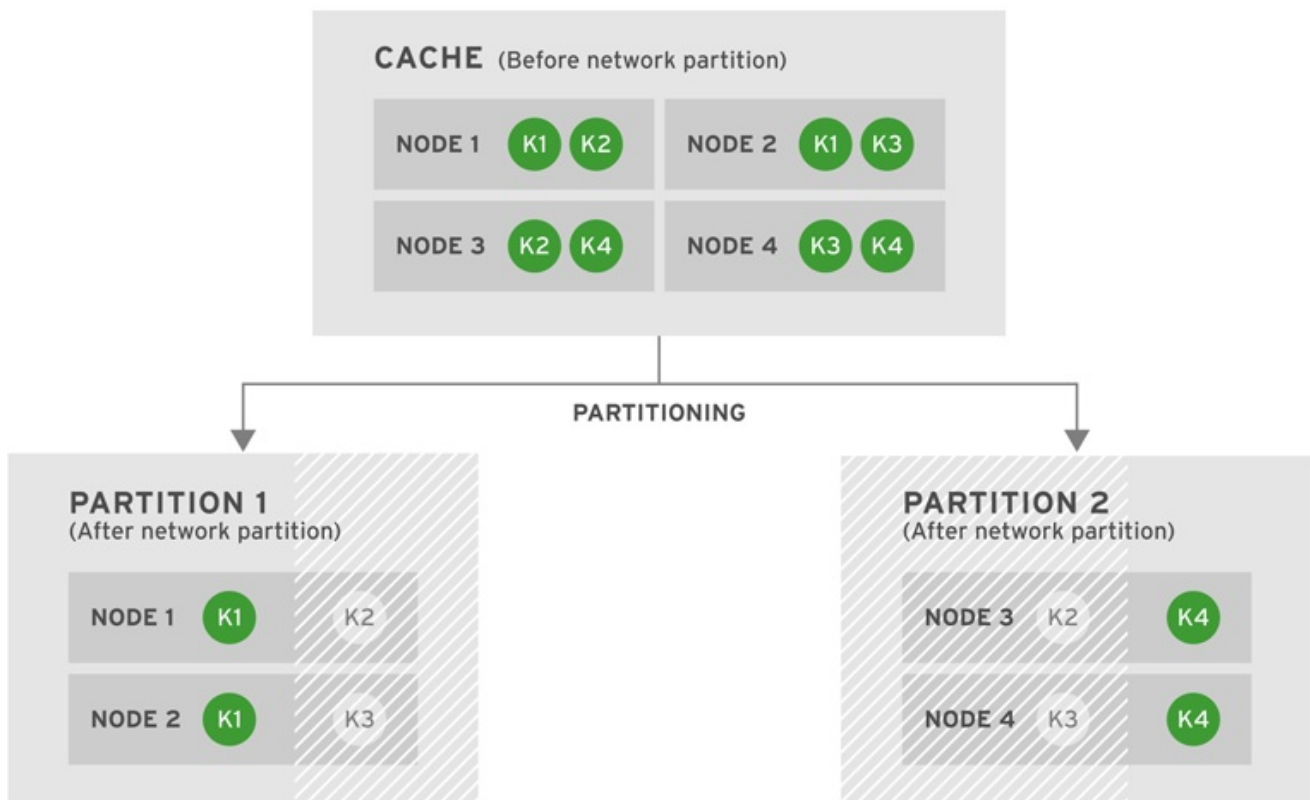 CACHE (Before network partition)
NODE 1 K1 K2
NODE 2 K1 K3
NODE 3 K2 K4
NODE 4 K3 K4
PARTITIONING
PARTITION 1
(After network partition)
NODE 1 K1 K2
NODE 2 K1 K3
PARTITION 2
(After network partition)
NODE 3 K2 K4
NODE 4 K3 K4